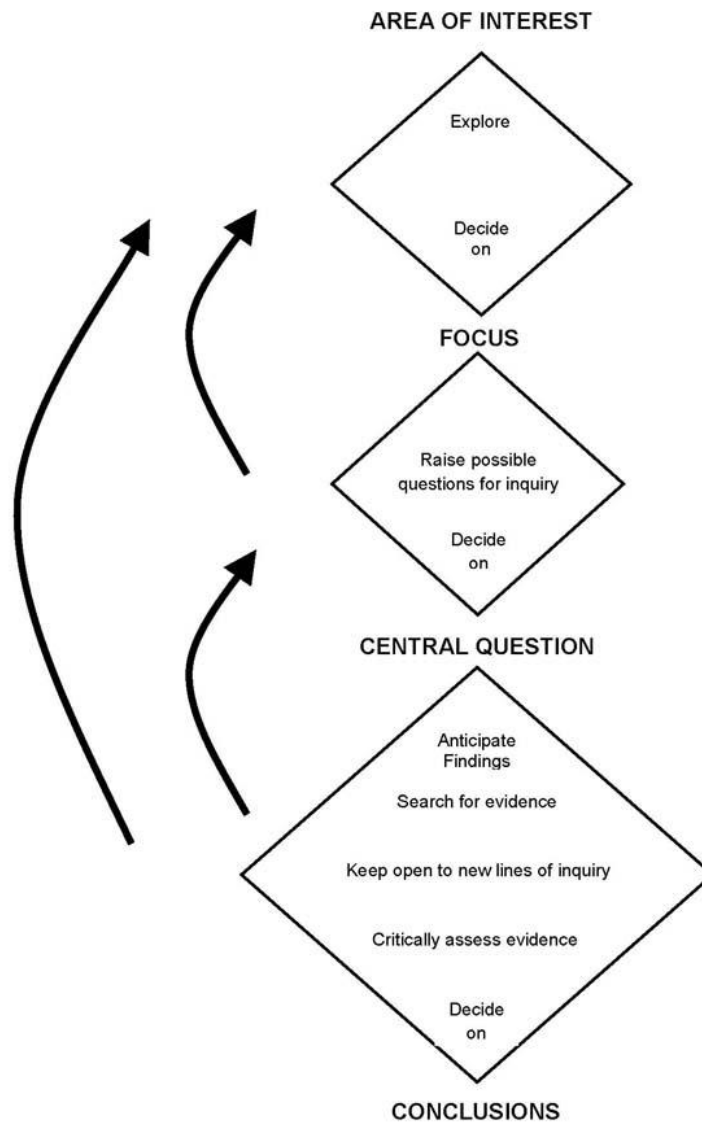 AREA OF INTEREST
Explore
Decide
on
FOCUS
Raise possible
questions for inquiry
Decide
on
CENTRAL QUESTION
Anticipate
Findings
Search for evidence
Keep open to new lines of inquiry
Critically assess evidence
Decide
on
CONCLUSIONS